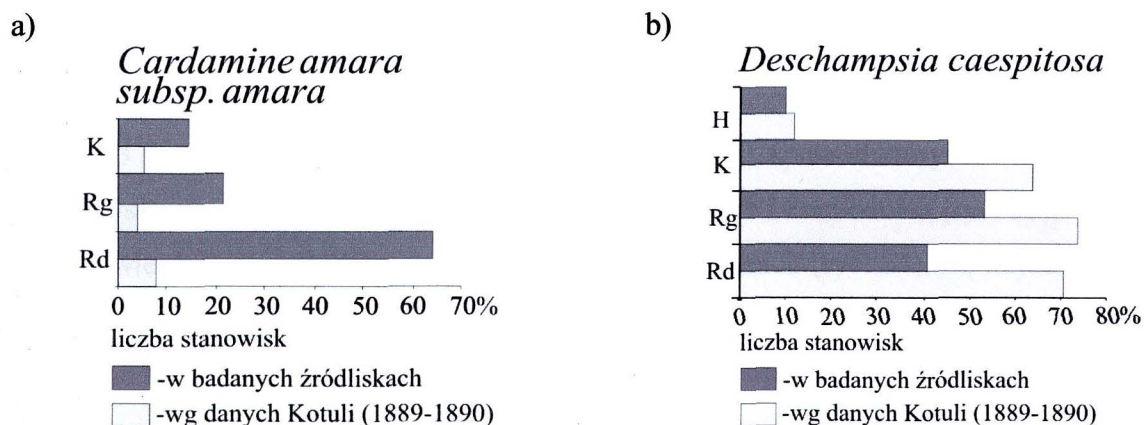 a)
Cardamine amara
subsp. amara
K
Rg
Rd
0 10 20 30 40 50 60 70%
liczba stanowisk
-w badanych źródliskach
-wg danych Kotuli (1889-1890)
b)
Deschampsia caespitosa
H
K
Rg
Rd
0 10 20 30 40 50 60 70 80%
liczba stanowisk
-w badanych źródliskach
-wg danych Kotuli (1889-1890)